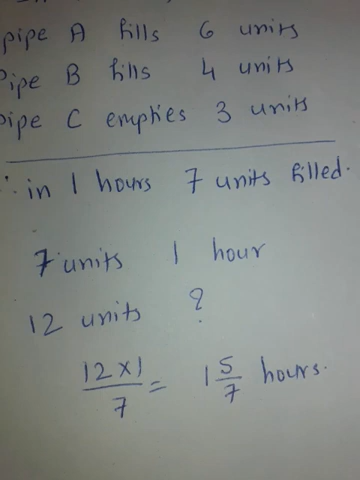 pipe A fills 6 units
Pipe B fills 4 units
Pipe C empties 3 units
∴ in 1 hours 7 units filled.
7 units 1 hour
12 units ?
12×1/7 = 1 5/7 hours.